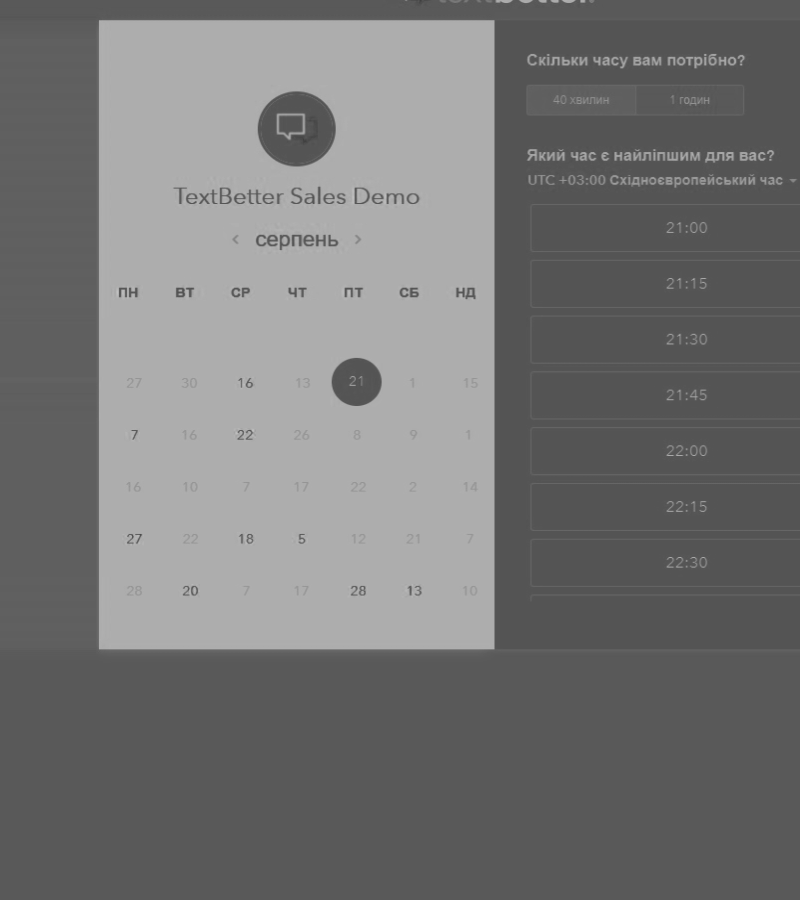 textbetter.
TextBetter Sales Demo
серпень
ПН ВТ СР ЧТ ПТ СБ НД
27 30 16 13 21 1 15
7 16 22 26 8 9 1
16 10 7 17 22 2 14
27 22 18 5 12 21 7
28 20 7 17 28 13 10
Скільки часу вам потрібно?
40 хвилин 1 годин
Який час є найліпшим для вас?
UTC +03:00 Східноєвропейський час
21:00
21:15
21:30
21:45
22:00
22:15
22:30